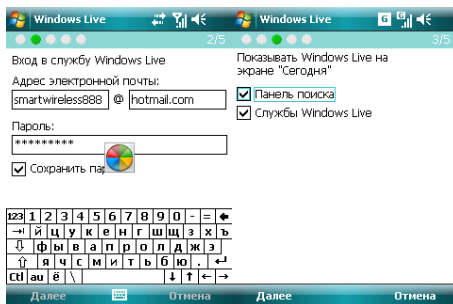 Windows Live
2/5
Вход в службу Windows Live
Адрес электронной почты:
smartwireless888 @ hotmail.com
Пароль:
*********
Сохранить па
123 1 2 3 4 5 6 7 8 9 0 - =
й ц у к е н г ш щ з х ъ
ф ы в а п р о л д ж э
я ч с м и т ь б ю .
Ctl au ё \
Далее Отмена
Windows Live
G G
3/5
Показывать Windows Live на
экране "Сегодня"
Панель поиска
Службы Windows Live
Далее Отмена